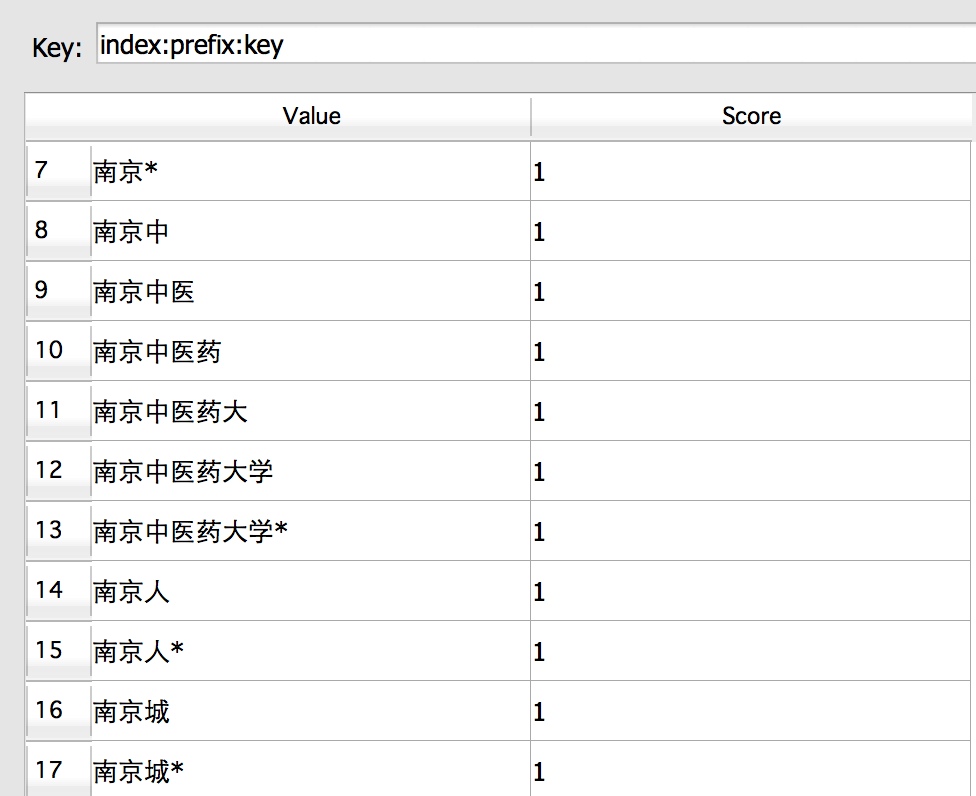 Key: index:prefix:key
Value Score
7 南京* 1
8 南京中 1
9 南京中医 1
10 南京中医药 1
11 南京中医药大 1
12 南京中医药大学 1
13 南京中医药大学* 1
14 南京人 1
15 南京人* 1
16 南京城 1
17 南京城* 1